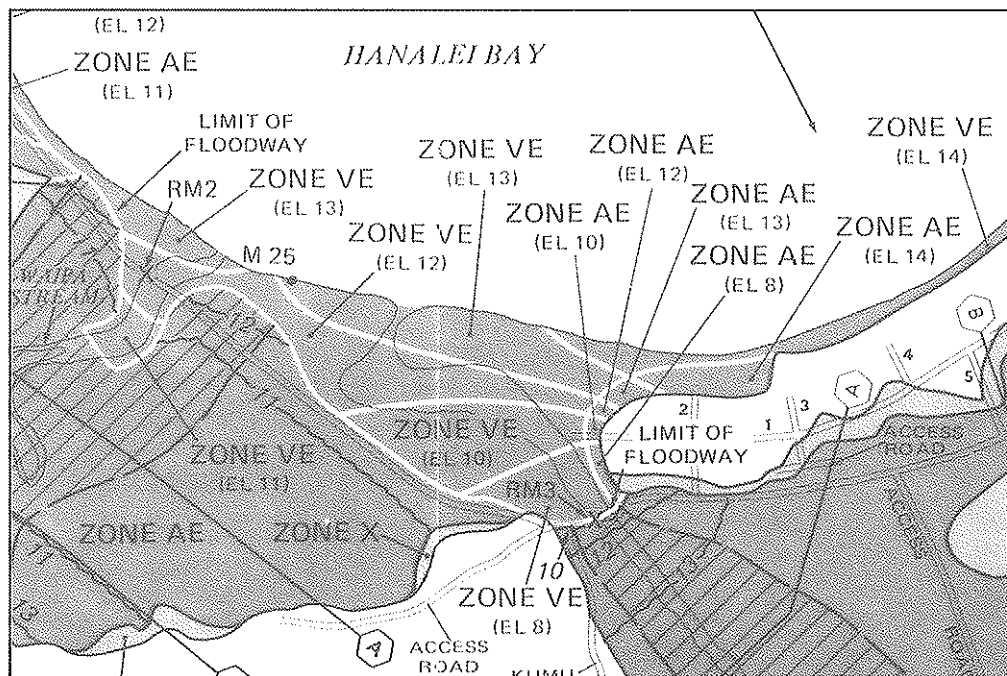 (EL 12)
ZONE AE
(EL 11)
HANALEI BAY
LIMIT OF
FLOODWAY
RM2
ZONE VE
(EL 13)
ZONE VE
(EL 13)
ZONE AE
(EL 12)
ZONE VE
(EL 14)
ZONE AE
(EL 10)
ZONE AE
(EL 13)
M 25
ZONE VE
(EL 12)
ZONE AE
(EL 8)
ZONE AE
(EL 14)
STREAM
12
B
4
5
A
2
3
1
LIMIT OF
FLOODWAY
ACCESS
ROAD
ZONE VE
(EL 10)
ZONE VE
(EL 11)
RM3
ZONE AE
ZONE X
10
ZONE VE
(EL 8)
A
ACCESS
ROAD
KUHIO
ROAD